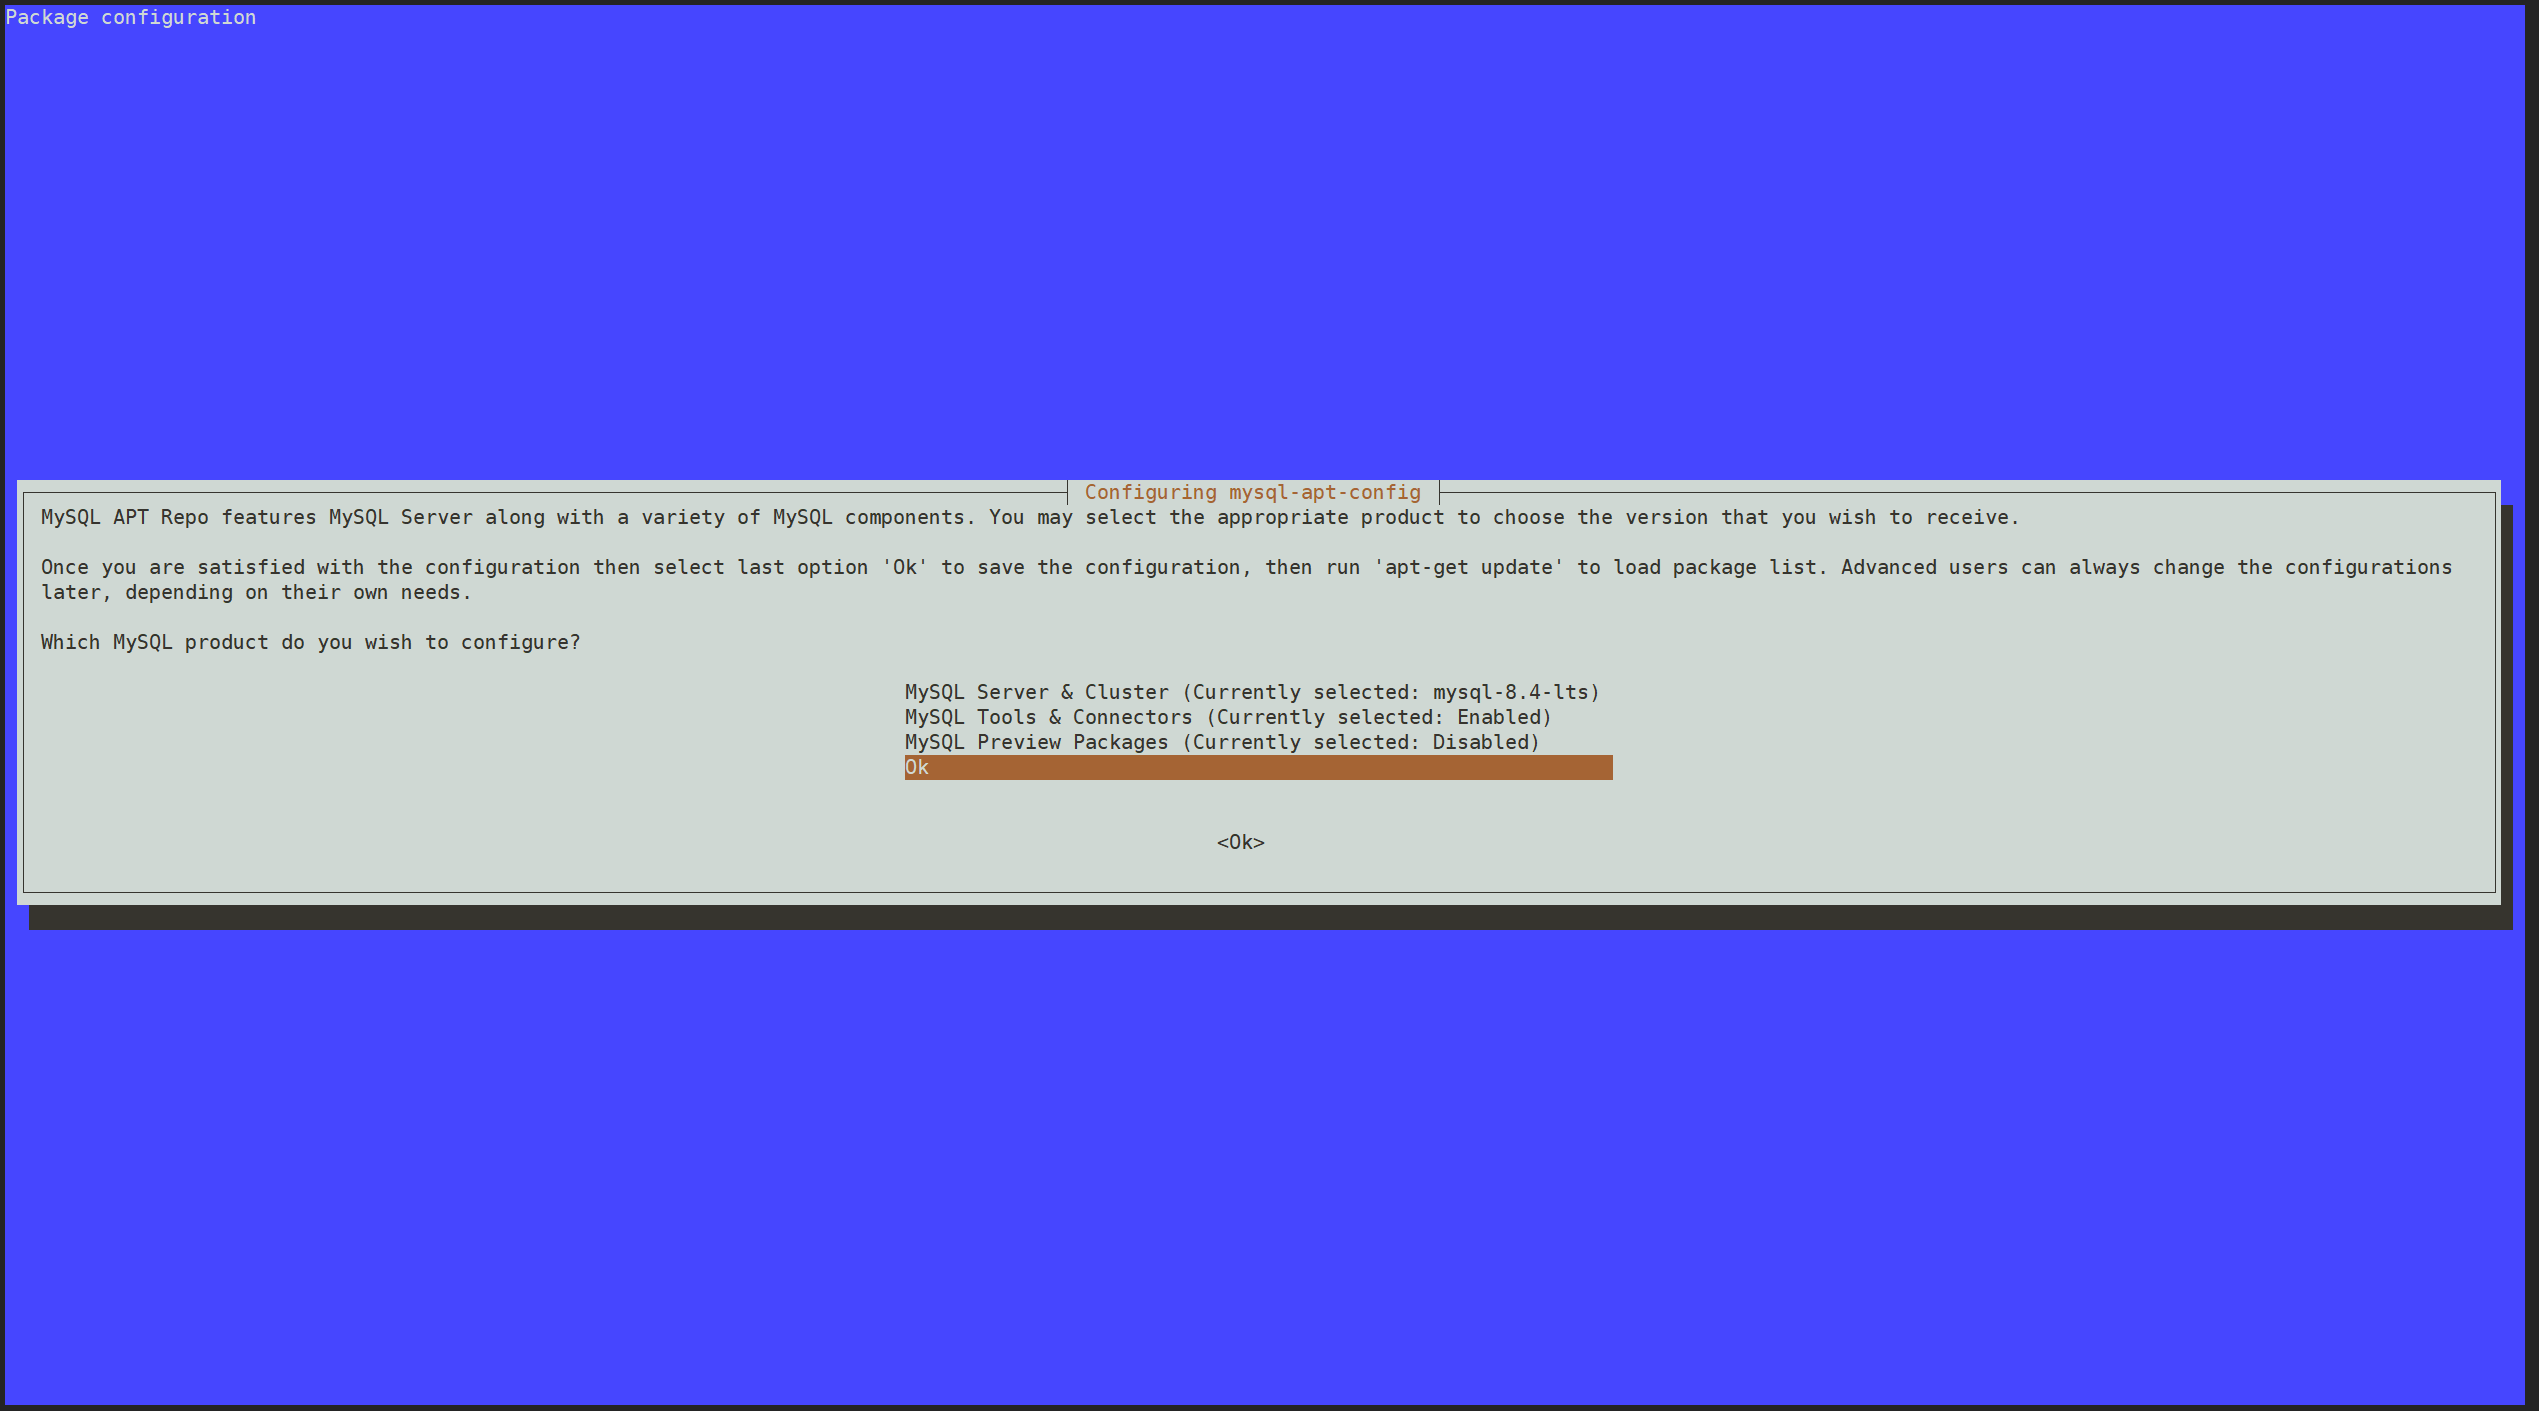 Package configuration
Configuring mysql-apt-config
MySQL APT Repo features MySQL Server along with a variety of MySQL components. You may select the appropriate product to choose the version that you wish to receive.
Once you are satisfied with the configuration then select last option 'Ok' to save the configuration, then run 'apt-get update' to load package list. Advanced users can always change the configurations
later, depending on their own needs.
Which MySQL product do you wish to configure?
MySQL Server & Cluster (Currently selected: mysql-8.4-lts)
MySQL Tools & Connectors (Currently selected: Enabled)
MySQL Preview Packages (Currently selected: Disabled)
Ok
<Ok>